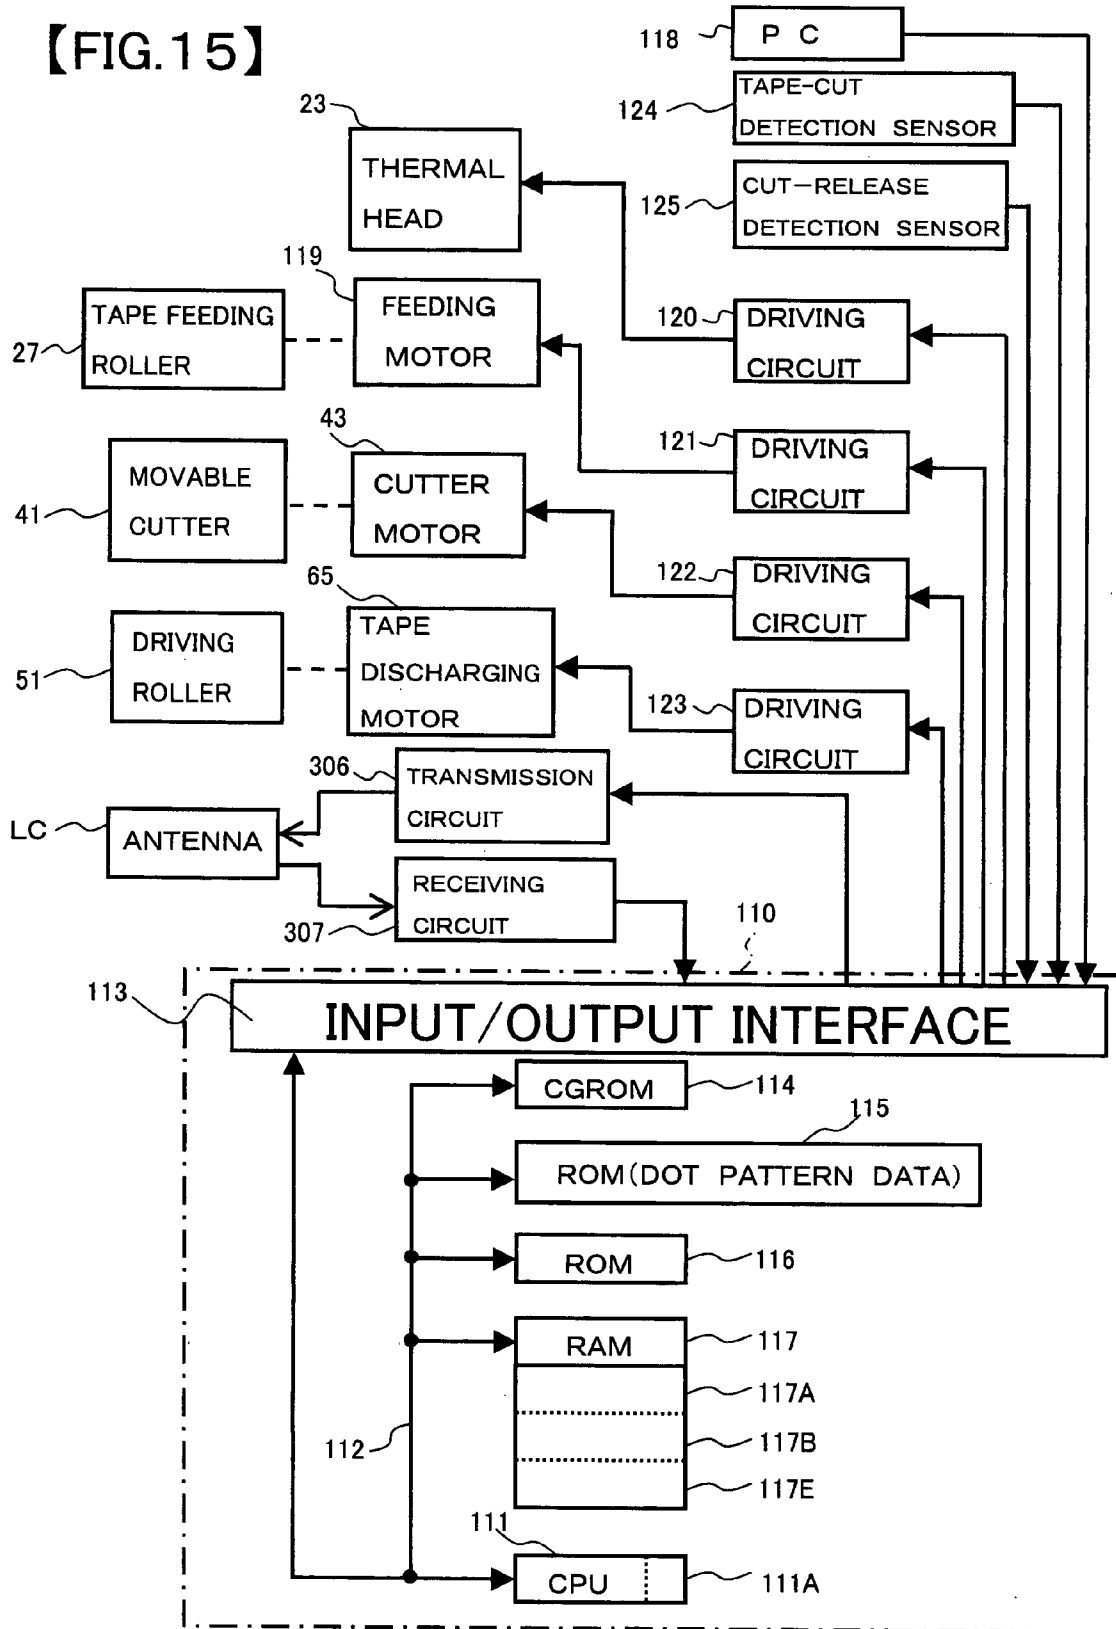 【FIG.15】
118
P C
124
TAPE-CUT
DETECTION SENSOR
125
CUT-RELEASE
DETECTION SENSOR
23
THERMAL
HEAD
119
FEEDING
MOTOR
TAPE FEEDING
ROLLER
27
120
DRIVING
CIRCUIT
121
DRIVING
CIRCUIT
43
CUTTER
MOTOR
MOVABLE
CUTTER
41
122
DRIVING
CIRCUIT
65
TAPE
DISCHARGING
MOTOR
DRIVING
ROLLER
51
123
DRIVING
CIRCUIT
306
TRANSMISSION
CIRCUIT
LC
ANTENNA
RECEIVING
CIRCUIT
307
110
113
INPUT/OUTPUT INTERFACE
CGROM
114
115
ROM(DOT PATTERN DATA)
ROM
116
RAM
117
117A
112
117B
117E
111
CPU
111A